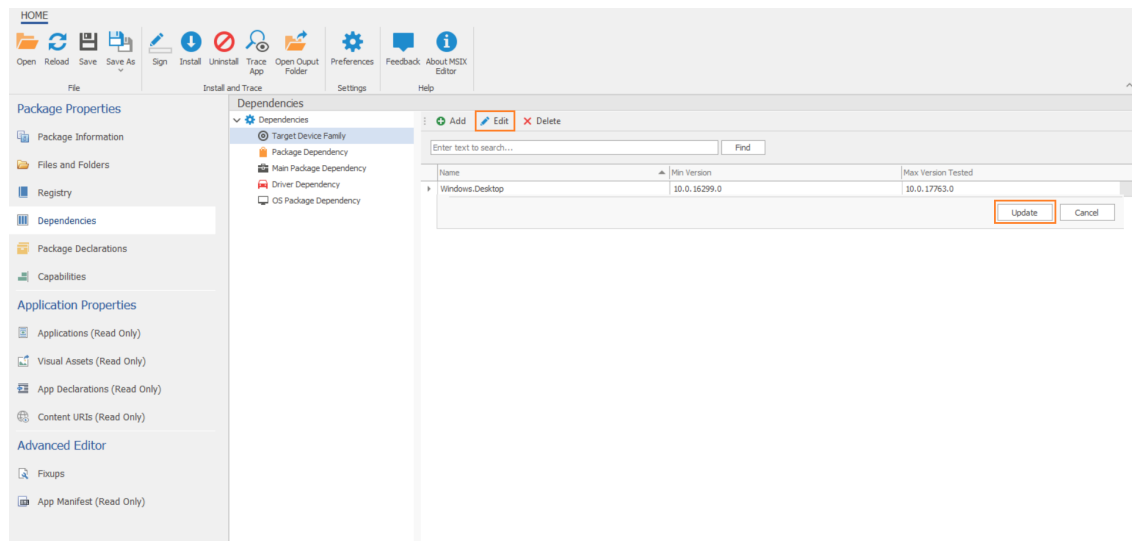 HOME
Open Reload Save Save As Sign Install Uninstall Trace App Open Ouput Folder Preferences Feedback About MSIX Editor
File Install and Trace Settings Help
Package Properties
Package Information
Files and Folders
Registry
Dependencies
Package Declarations
Capabilities
Application Properties
Applications (Read Only)
Visual Assets (Read Only)
App Declarations (Read Only)
Content URIs (Read Only)
Advanced Editor
Fixups
App Manifest (Read Only)
Dependencies
Dependencies
Target Device Family
Package Dependency
Main Package Dependency
Driver Dependency
OS Package Dependency
Add Edit Delete
Enter text to search... Find
Name Min Version Max Version Tested
Windows.Desktop 10.0.16299.0 10.0.17763.0
Update Cancel